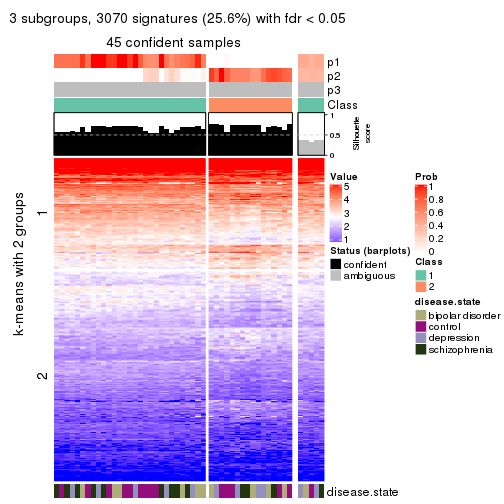 3 subgroups, 3070 signatures (25.6%) with fdr < 0.05
45 confident samples
p1
p2
p3
Class
1
0.5
0
Silhouette
score
k-means with 2 groups
1
2
disease.state
Value
5
4
3
2
1
Status (barplots)
confident
ambiguous
Prob
1
0.8
0.6
0.4
0.2
0
Class
1
2
disease.state
bipolar disorder
control
depression
schizophrenia